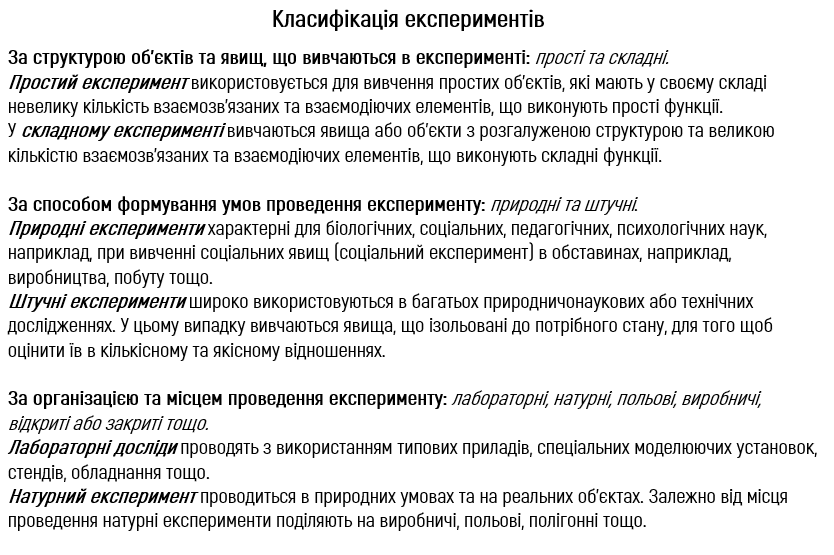 Класифікація експериментів
За структурою об'єктів та явищ, що вивчаються в експерименті: прості та складні.
Простий експеримент використовується для вивчення простих об'єктів, які мають у своєму складі
невелику кількість взаємозв'язаних та взаємодіючих елементів, що виконують прості функції.
У складному експерименті вивчаються явища або об'єкти з розгалуженою структурою та великою
кількістю взаємозв'язаних та взаємодіючих елементів, що виконують складні функції.
За способом формування умов проведення експерименту: природні та штучні.
Природні експерименти характерні для біологічних, соціальних, педагогічних, психологічних наук,
наприклад, при вивченні соціальних явищ (соціальний експеримент) в обставинах, наприклад,
виробництва, побуту тощо.
Штучні експерименти широко використовуються в багатьох природничонаукових або технічних
дослідженнях. У цьому випадку вивчаються явища, що ізольовані до потрібного стану, для того щоб
оцінити їв в кількісному та якісному відношеннях.
За організацією та місцем проведення експерименту: лабораторні, натурні, польові, виробничі,
відкриті або закриті тощо.
Лабораторні досліди проводять з використанням типових приладів, спеціальних моделюючих установок,
стендів, обладнання тощо.
Натурний експеримент проводиться в природних умовах та на реальних об'єктах. Залежно від місця
проведення натурні експерименти поділяють на виробничі, польові, полігонні тощо.